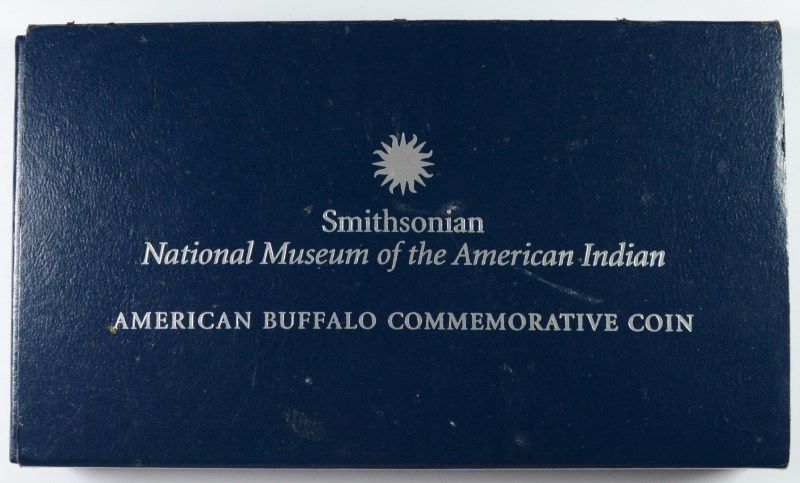 Smithsonian
National Museum of the American Indian
AMERICAN BUFFALO COMMEMORATIVE COIN